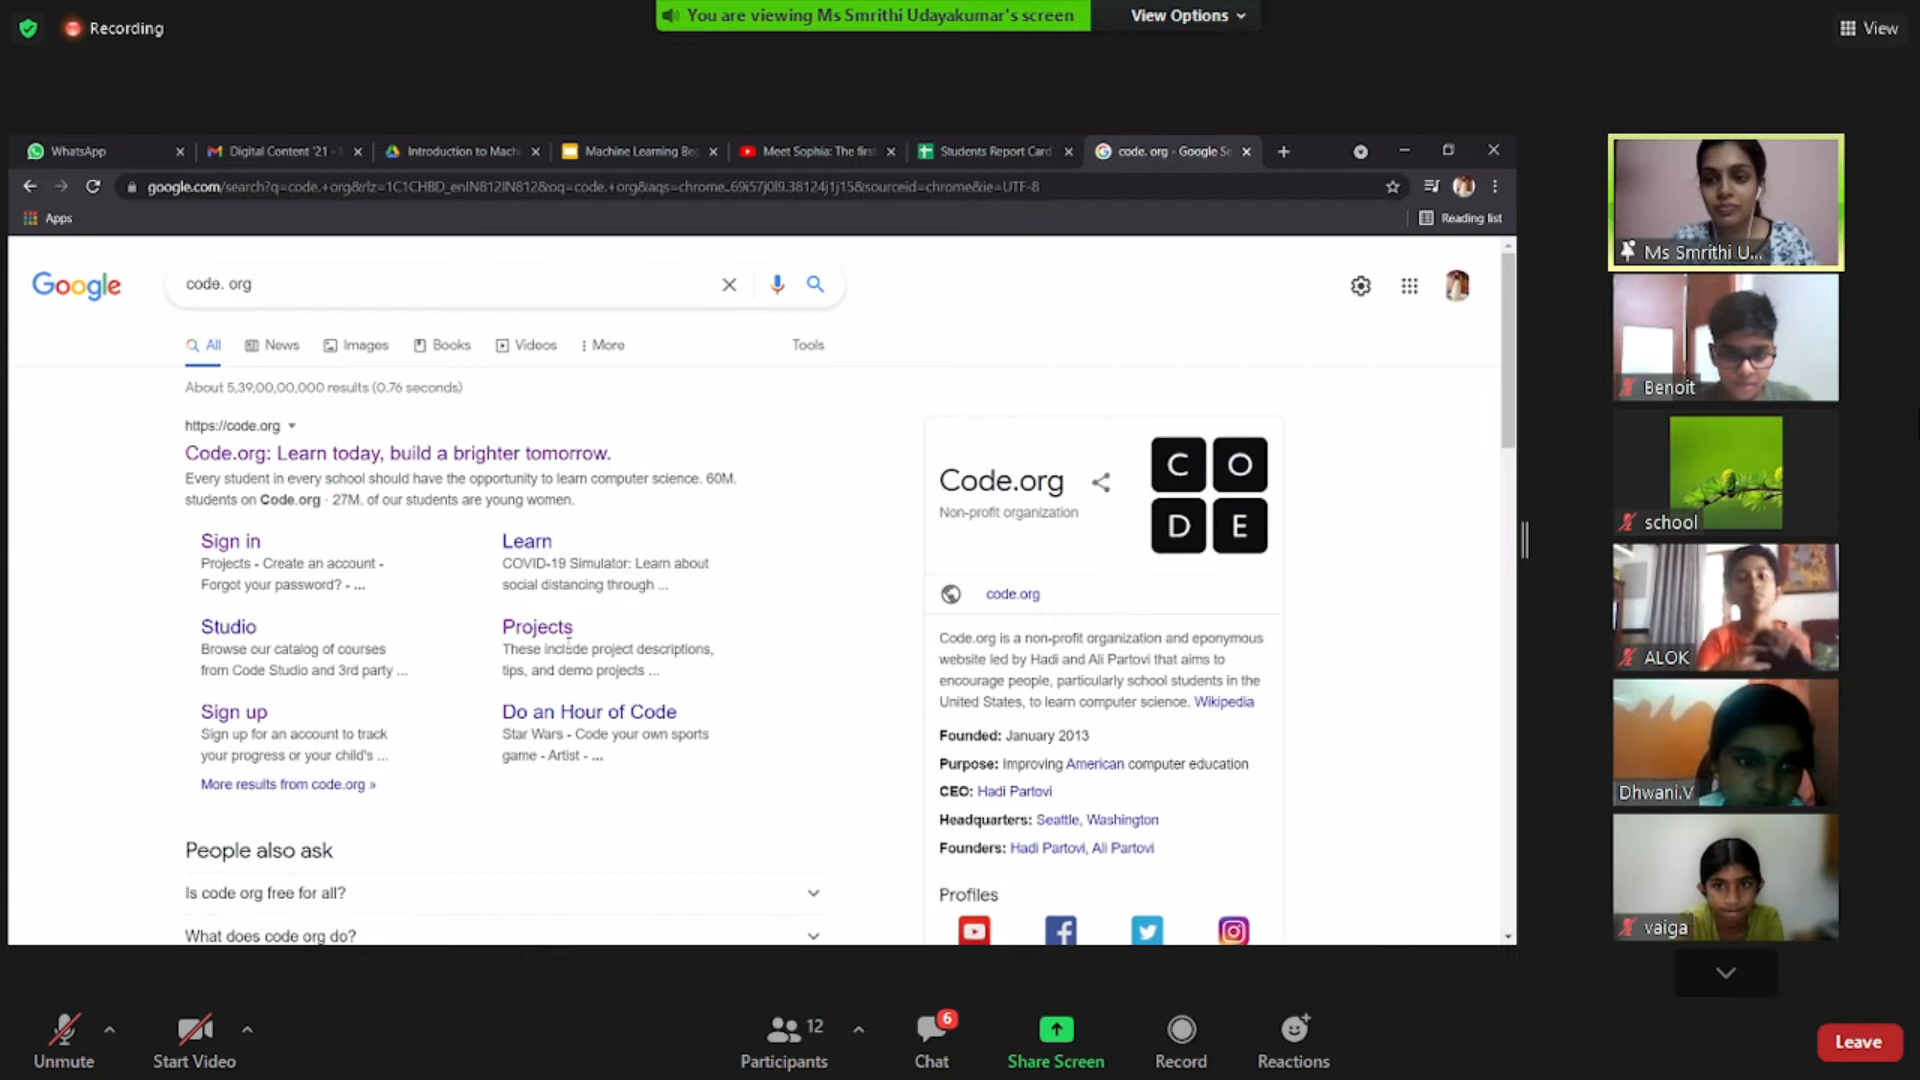 Recording
You are viewing Ms Smrithi Udayakumar's screen
View Options
View
WhatsApp
Digital Content '21 -
Introduction to Mach
Machine Learning Be
Meet Sophia: The first
Students Report Card
code. org - Google Se
google.com/search?q=code.+org&rlz=1C1CHBD_enIN812IN812&oq=code.+org&aqs=chrome..69i57j0l9.38124j1j15&sourceid=chrome&ie=UTF-8
Apps
Reading list
Google
code. org
All
News
Images
Books
Videos
More
Tools
About 5,39,00,00,000 results (0.76 seconds)
https://code.org
Code.org: Learn today, build a brighter tomorrow.
Every student in every school should have the opportunity to learn computer science. 60M.
students on Code.org · 27M. of our students are young women.
Sign in
Projects - Create an account -
Forgot your password? - ...
Learn
COVID-19 Simulator: Learn about
social distancing through ...
Studio
Browse our catalog of courses
from Code Studio and 3rd party ...
Projects
These include project descriptions,
tips, and demo projects ...
Sign up
Sign up for an account to track
your progress or your child's ...
Do an Hour of Code
Star Wars - Code your own sports
game - Artist - ...
More results from code.org »
People also ask
Is code org free for all?
What does code org do?
Code.org
Non-profit organization
C O
D E
code.org
Code.org is a non-profit organization and eponymous
website led by Hadi and Ali Partovi that aims to
encourage people, particularly school students in the
United States, to learn computer science. Wikipedia
Founded: January 2013
Purpose: Improving American computer education
CEO: Hadi Partovi
Headquarters: Seattle, Washington
Founders: Hadi Partovi, Ali Partovi
Profiles
Ms Smrithi U...
Benoit
school
ALOK
Dhwani.V
vaiga
Unmute
Start Video
12
Participants
6
Chat
Share Screen
Record
Reactions
Leave